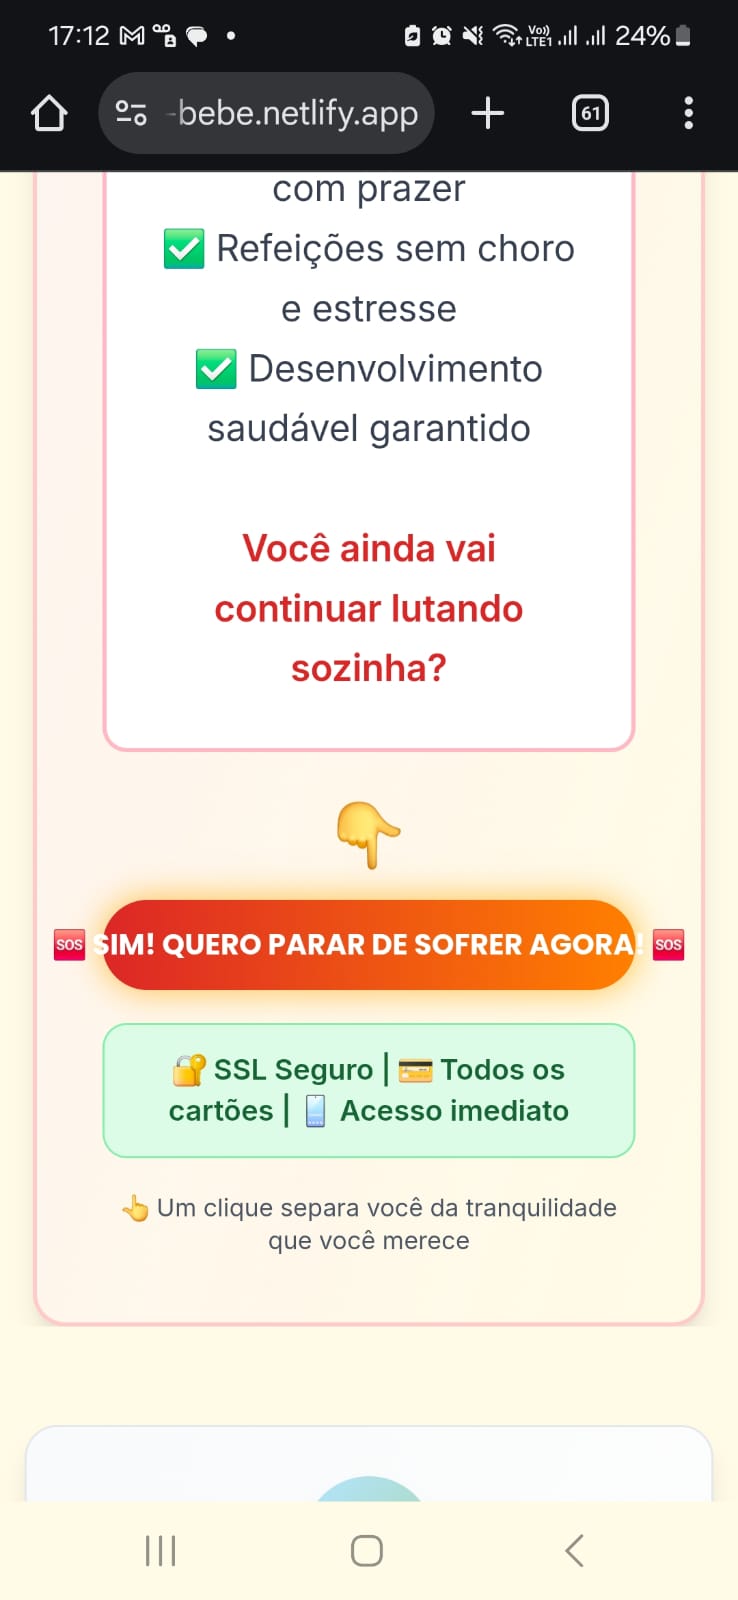 17:12
Vo)) LTE1 24%
-bebe.netlify.app
61
com prazer
✅ Refeições sem choro
e estresse
✅ Desenvolvimento
saudável garantido
Você ainda vai
continuar lutando
sozinha?
👇
🆘 SIM! QUERO PARAR DE SOFRER AGORA! 🆘
🔐 SSL Seguro | 💳 Todos os
cartões | 📱 Acesso imediato
👆 Um clique separa você da tranquilidade
que você merece